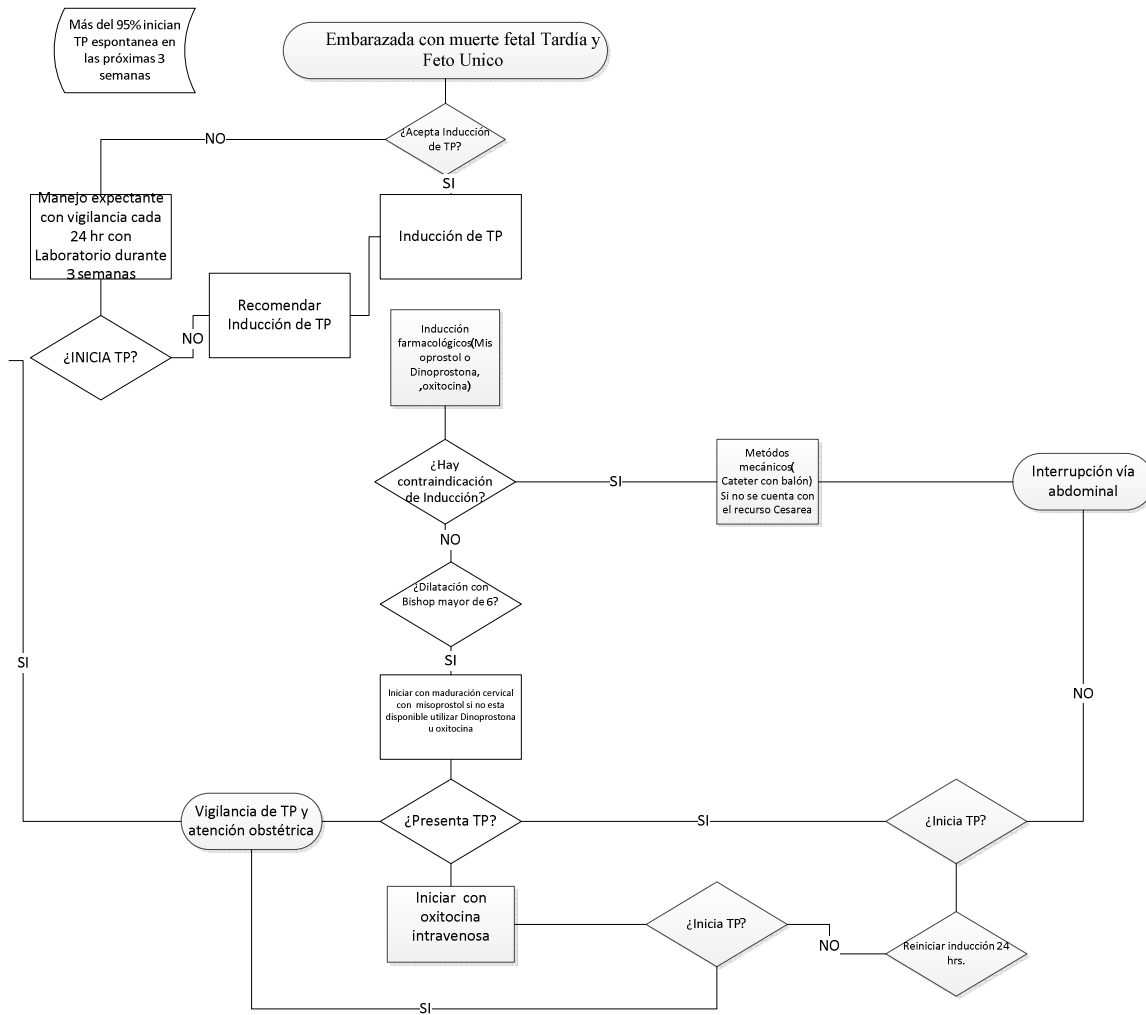 Más del 95% inician
TP espontanea en
las próximas 3
semanas
Embarazada con muerte fetal Tardía y
Feto Unico
¿Acepta Inducción
de TP?
NO
SI
Manejo expectante
con vigilancia cada
24 hr con
Laboratorio durante
3 semanas
Inducción de TP
Recomendar
Inducción de TP
NO
¿INICIA TP?
Inducción
farmacológicos(Mis
oprostol o
Dinoprostona,
,oxitocina)
¿Hay
contraindicación
de Inducción?
SI
Metódos
mecánicos(
Cateter con balón)
Si no se cuenta con
el recurso Cesarea
Interrupción vía
abdominal
NO
¿Dilatación con
Bishop mayor de 6?
SI
SI
Iniciar con maduración cervical
con misoprostol si no esta
disponible utilizar Dinoprostona
u oxitocina
NO
Vigilancia de TP y
atención obstétrica
¿Presenta TP?
SI
¿Inicia TP?
Iniciar con
oxitocina
intravenosa
¿Inicia TP?
NO
Reiniciar inducción 24
hrs.
SI